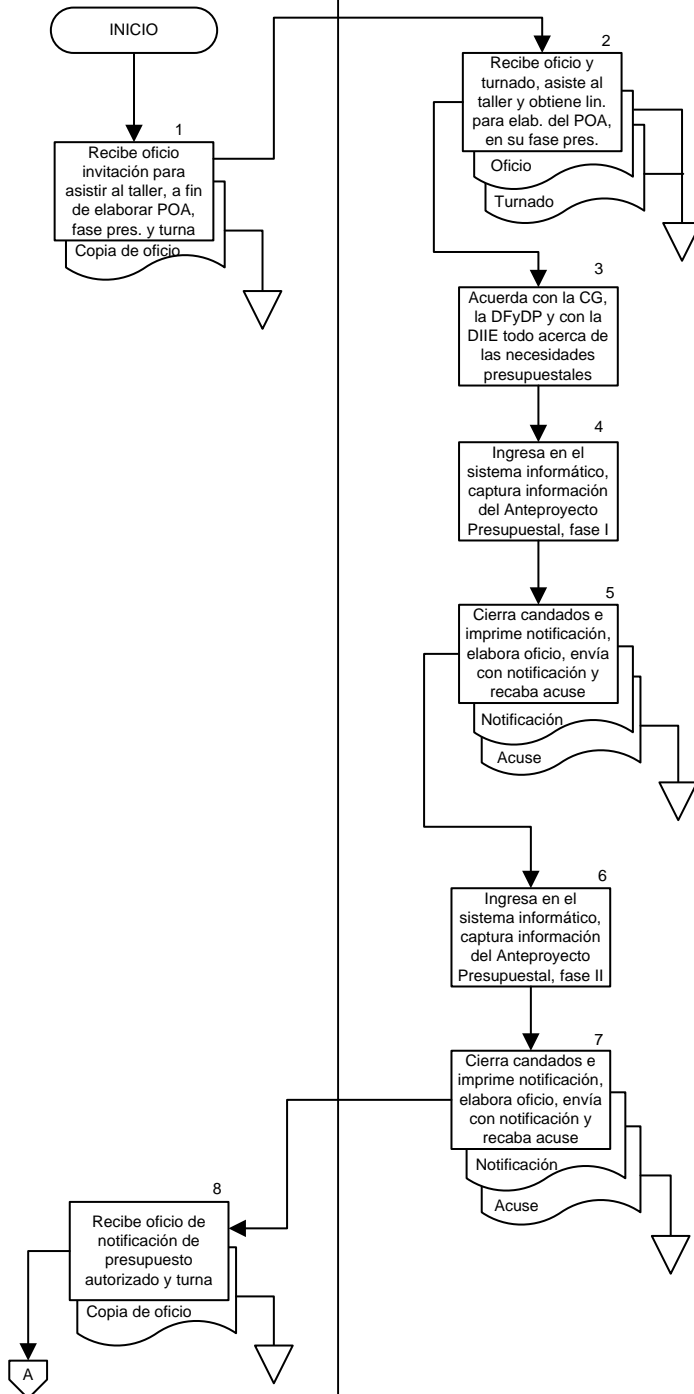 INICIO
1
Recibe oficio
invitación para
asistir al taller, a fin
de elaborar POA,
fase pres. y turna
Copia de oficio
2
Recibe oficio y
turnado, asiste al
taller y obtiene lin.
para elab. del POA,
en su fase pres.
Oficio
Turnado
3
Acuerda con la CG,
la DFyDP y con la
DIIE todo acerca de
las necesidades
presupuestales
4
Ingresa en el
sistema informático,
captura información
del Anteproyecto
Presupuestal, fase I
5
Cierra candados e
imprime notificación,
elabora oficio, envía
con notificación y
recaba acuse
Notificación
Acuse
6
Ingresa en el
sistema informático,
captura información
del Anteproyecto
Presupuestal, fase II
7
Cierra candados e
imprime notificación,
elabora oficio, envía
con notificación y
recaba acuse
Notificación
Acuse
8
Recibe oficio de
notificación de
presupuesto
autorizado y turna
Copia de oficio
A